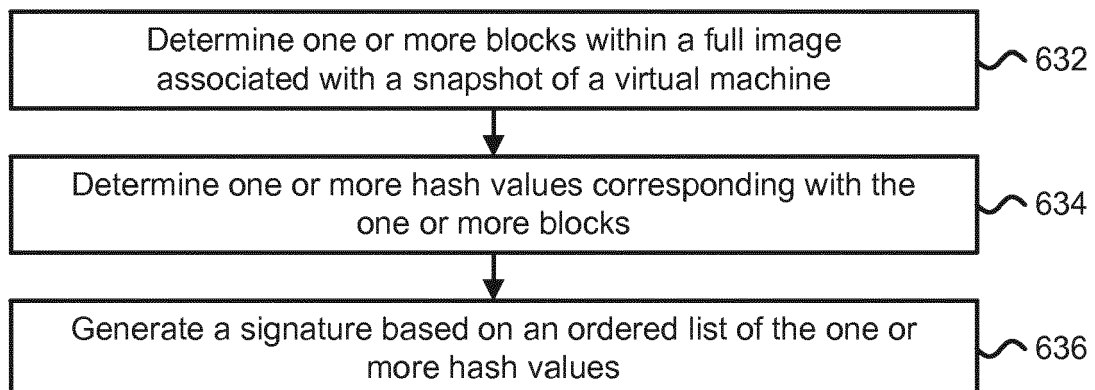 Determine one or more blocks within a full image
associated with a snapshot of a virtual machine
632
Determine one or more hash values corresponding with the
one or more blocks
634
Generate a signature based on an ordered list of the one or
more hash values
636